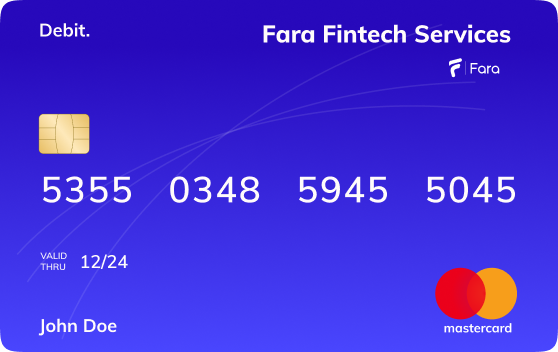 Debit.
Fara Fintech Services
Fara
5355 0348 5945 5045
VALID
THRU 12/24
John Doe
mastercard